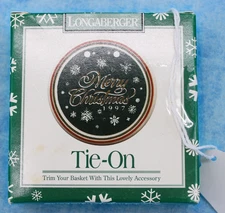 LONGABERGER
Merry
Christmas
1997
Tie-On
Trim Your Basket With This Lovely Accessory